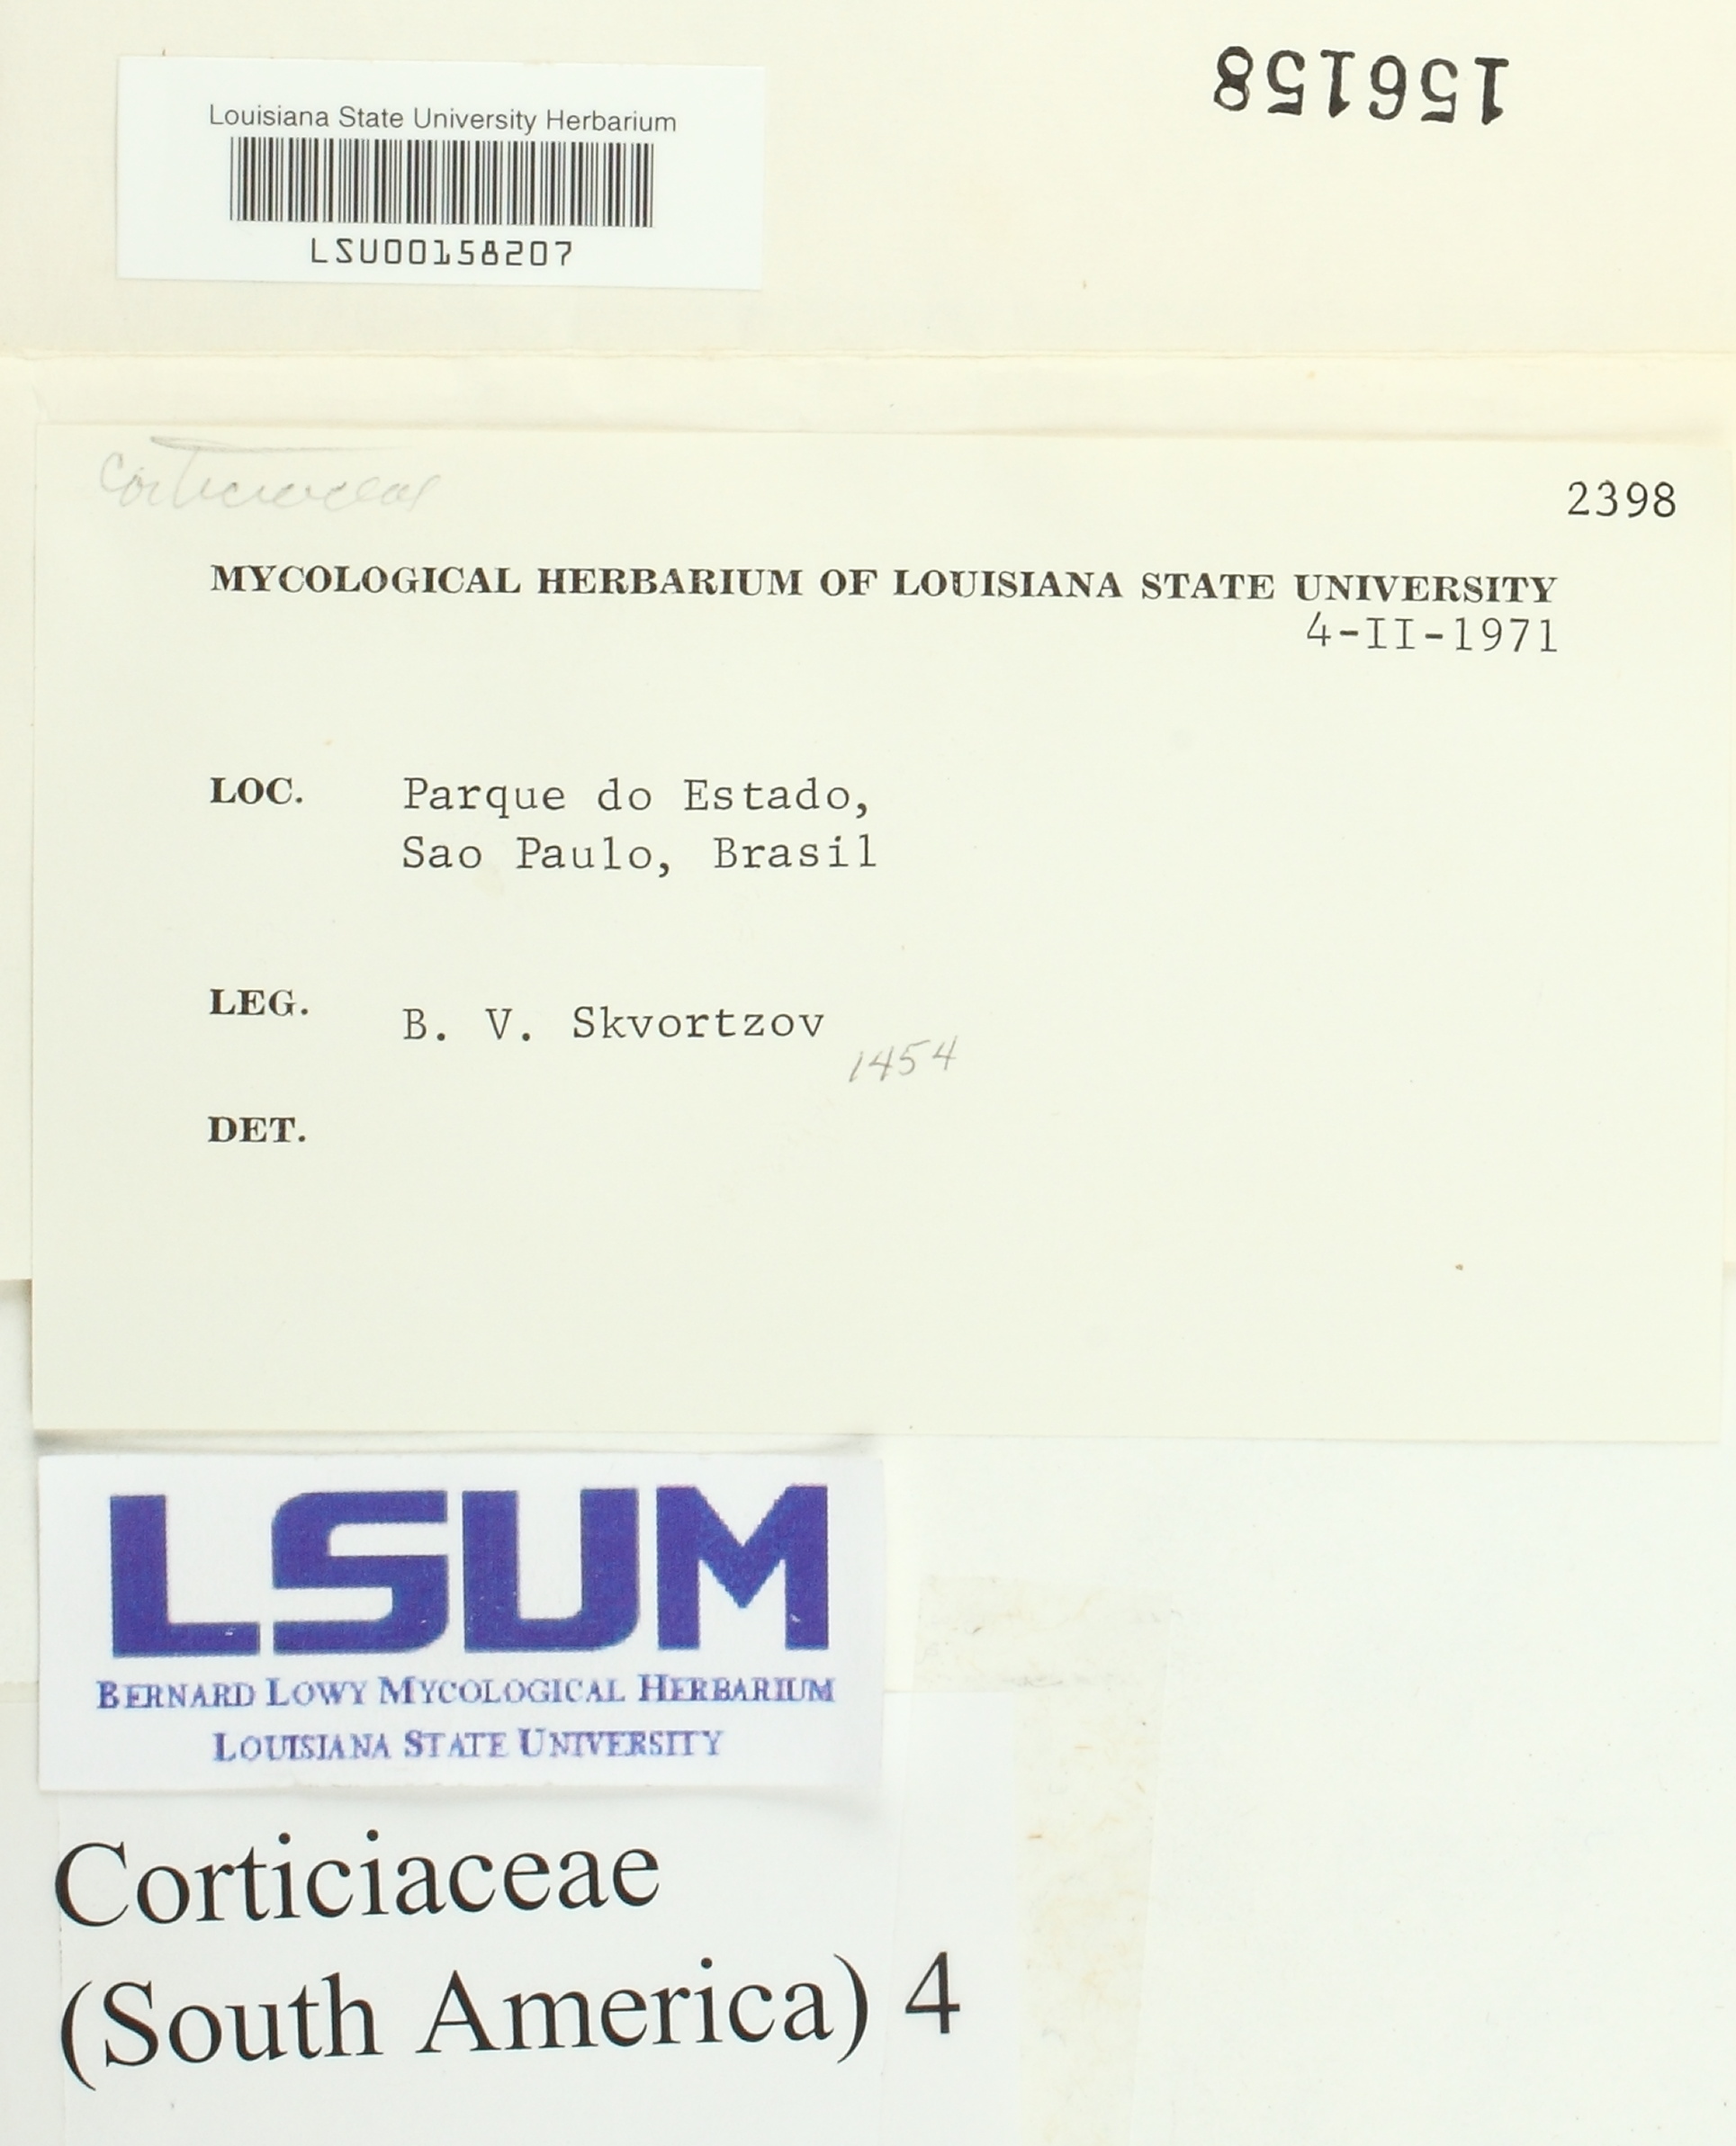 156158
Louisiana State University Herbarium
LSU00158207
Corticiaceae
2398
MYCOLOGICAL HERBARIUM OF LOUISIANA STATE UNIVERSITY
4-II-1971
LOC. Parque do Estado,
Sao Paulo, Brasil
LEG. B. V. Skvortzov
1454
DET.
LSUM
BERNARD LOWY MYCOLOGICAL HERBARIUM
LOUISIANA STATE UNIVERSITY
Corticiaceae
(South America) 4